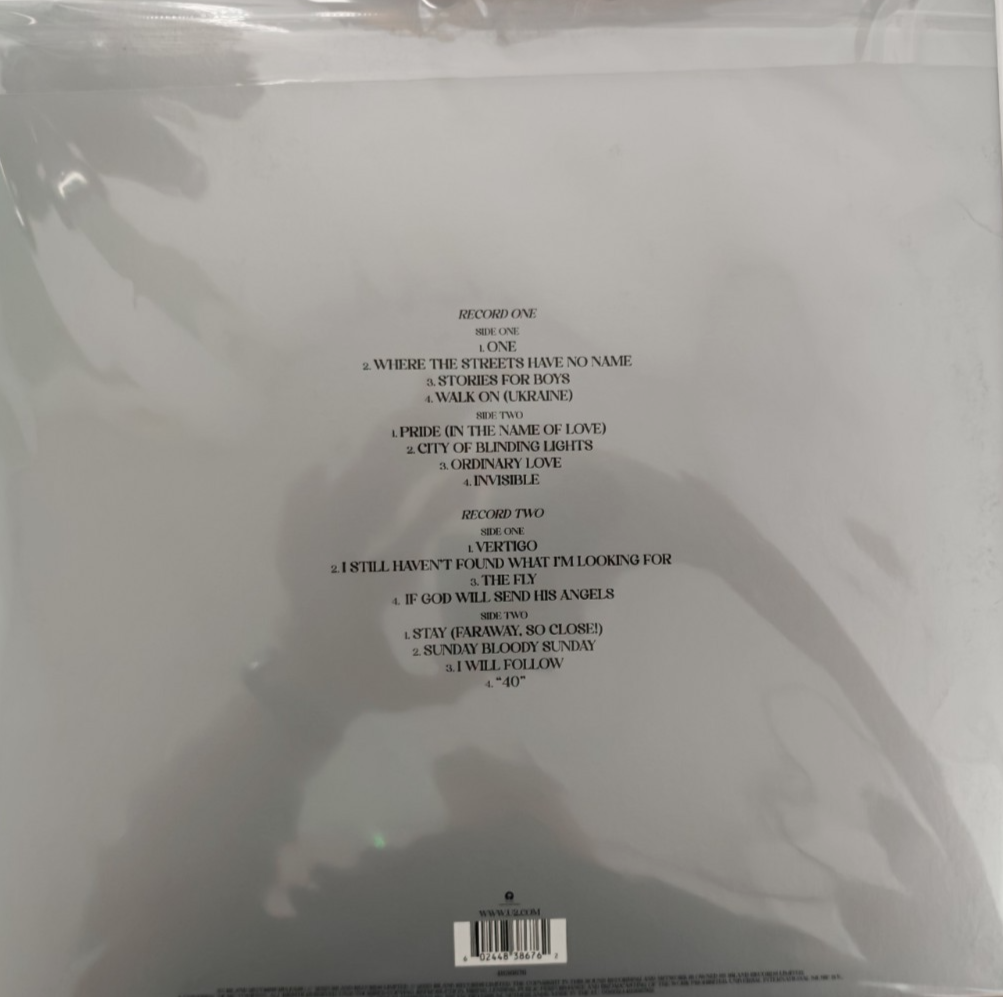 RECORD ONE
SIDE ONE
1. ONE
2. WHERE THE STREETS HAVE NO NAME
3. STORIES FOR BOYS
4. WALK ON (UKRAINE)
SIDE TWO
1. PRIDE (IN THE NAME OF LOVE)
2. CITY OF BLINDING LIGHTS
3. ORDINARY LOVE
4. INVISIBLE
RECORD TWO
SIDE ONE
1. VERTIGO
2. I STILL HAVEN'T FOUND WHAT I'M LOOKING FOR
3. THE FLY
4. IF GOD WILL SEND HIS ANGELS
SIDE TWO
1. STAY (FARAWAY, SO CLOSE!)
2. SUNDAY BLOODY SUNDAY
3. I WILL FOLLOW
4. "40"
WWW.U2.COM
6 02448 38676 2